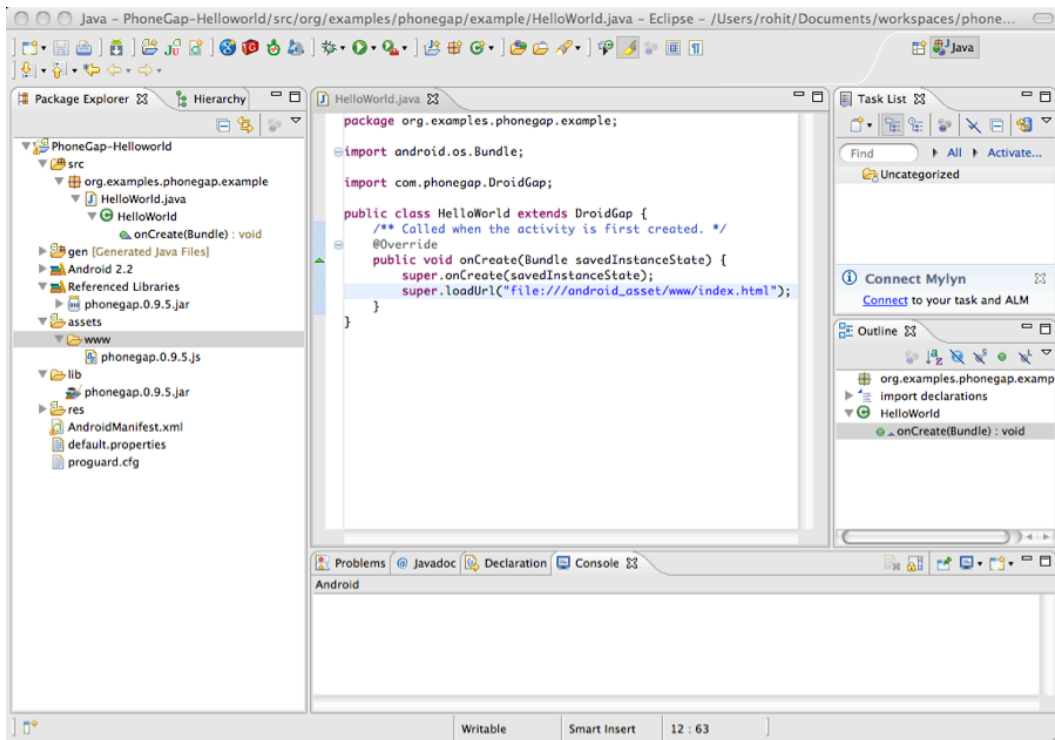 Java – PhoneGap-Helloworld/src/org/examples/phonegap/example/HelloWorld.java – Eclipse – /Users/rohit/Documents/workspaces/phone...
Java
Package Explorer
Hierarchy
PhoneGap-Helloworld
src
org.examples.phonegap.example
HelloWorld.java
HelloWorld
onCreate(Bundle) : void
gen [Generated Java Files]
Android 2.2
Referenced Libraries
phonegap.0.9.5.jar
assets
www
phonegap.0.9.5.js
lib
phonegap.0.9.5.jar
res
AndroidManifest.xml
default.properties
proguard.cfg
HelloWorld.java
package org.examples.phonegap.example;
import android.os.Bundle;
import com.phonegap.DroidGap;
public class HelloWorld extends DroidGap {
/** Called when the activity is first created. */
@Override
public void onCreate(Bundle savedInstanceState) {
super.onCreate(savedInstanceState);
super.loadUrl("file:///android_asset/www/index.html");
}
}
Task List
Find
All
Activate...
Uncategorized
Connect Mylyn
Connect to your task and ALM
Outline
org.examples.phonegap.examp
import declarations
HelloWorld
onCreate(Bundle) : void
Problems
@ Javadoc
Declaration
Console
Android
Writable
Smart Insert
12 : 63